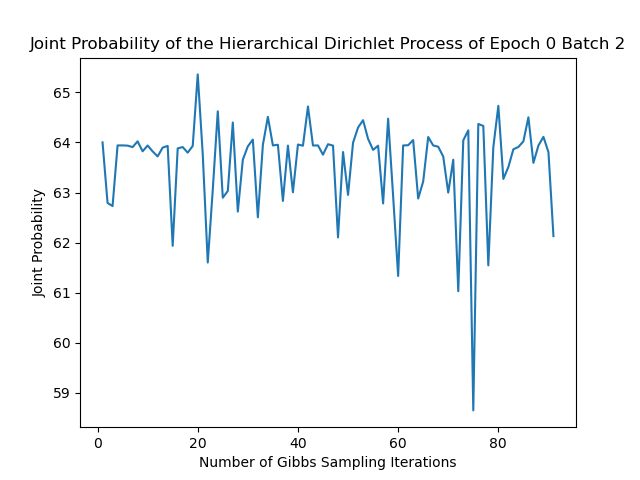 Joint Probability of the Hierarchical Dirichlet Process of Epoch 0 Batch 2
65
64
63
62
61
60
59
Joint Probability
0 20 40 60 80
Number of Gibbs Sampling Iterations